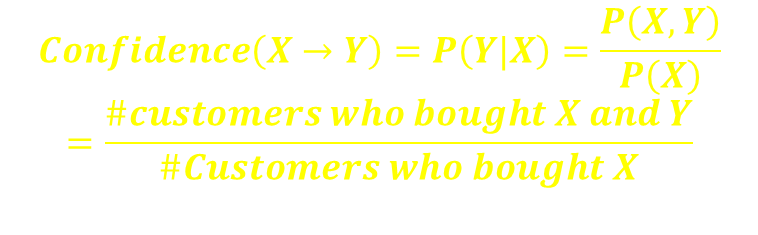 Confidence(X → Y) = P(Y|X) = P(X,Y) / P(X)
= #customers who bought X and Y / #Customers who bought X